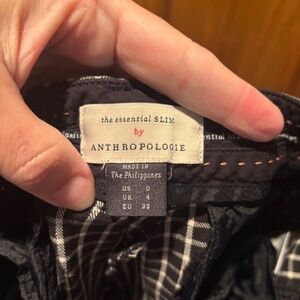 the essential SLIM
by
ANTHROPOLOGIE
MADE IN
The Philippines
US 0
UK 4
EU 32